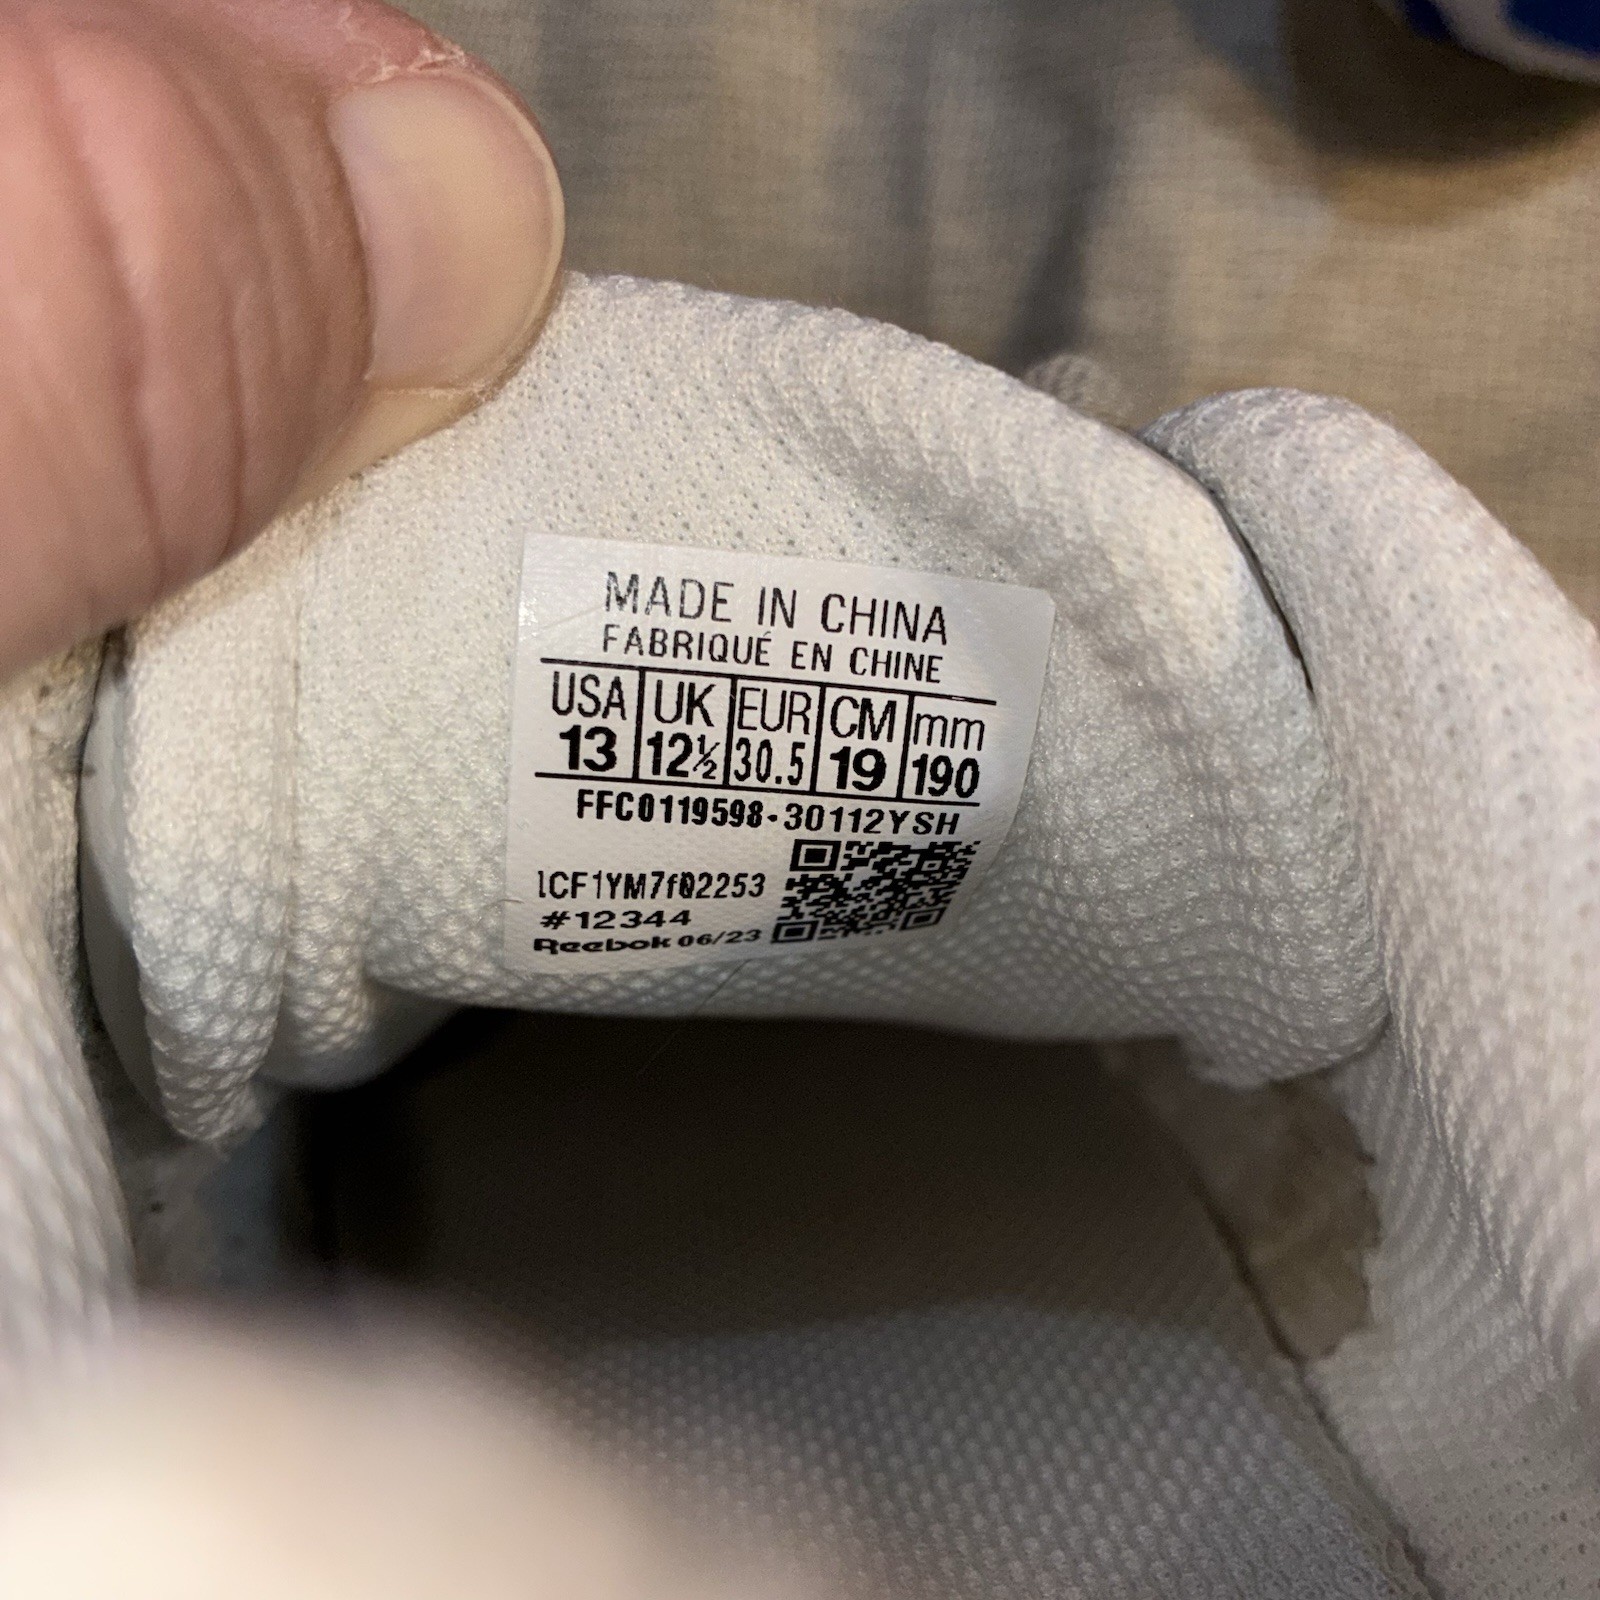 MADE IN CHINA
FABRIQUÉ EN CHINE
USA UK EUR CM mm
13 12½ 30.5 19 190
FFC0119598-30112YSH
1CF1YM7f02253
#12344
Reebok 06/23